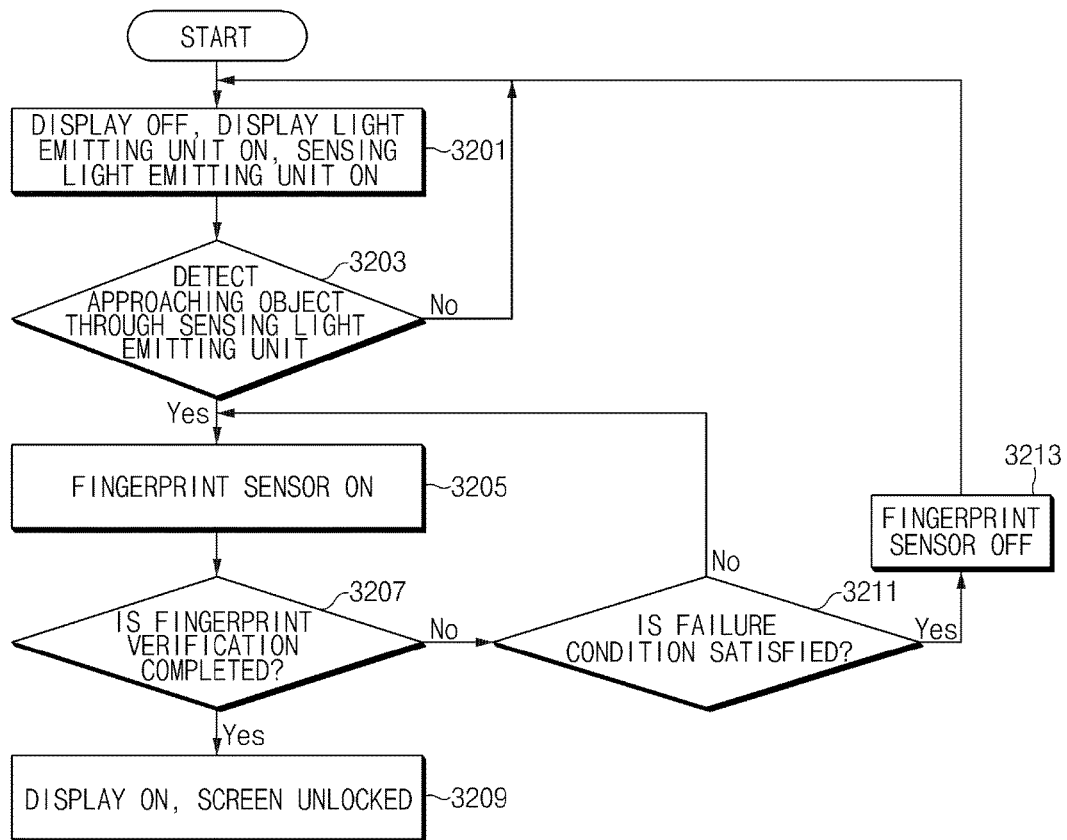 START
DISPLAY OFF, DISPLAY LIGHT
EMITTING UNIT ON, SENSING
LIGHT EMITTING UNIT ON
3201
3203
DETECT
APPROACHING OBJECT
THROUGH SENSING LIGHT
EMITTING UNIT
No
Yes
FINGERPRINT SENSOR ON
3205
3213
FINGERPRINT
SENSOR OFF
3207
IS FINGERPRINT
VERIFICATION
COMPLETED?
No
No
3211
IS FAILURE
CONDITION SATISFIED?
Yes
Yes
DISPLAY ON, SCREEN UNLOCKED
3209